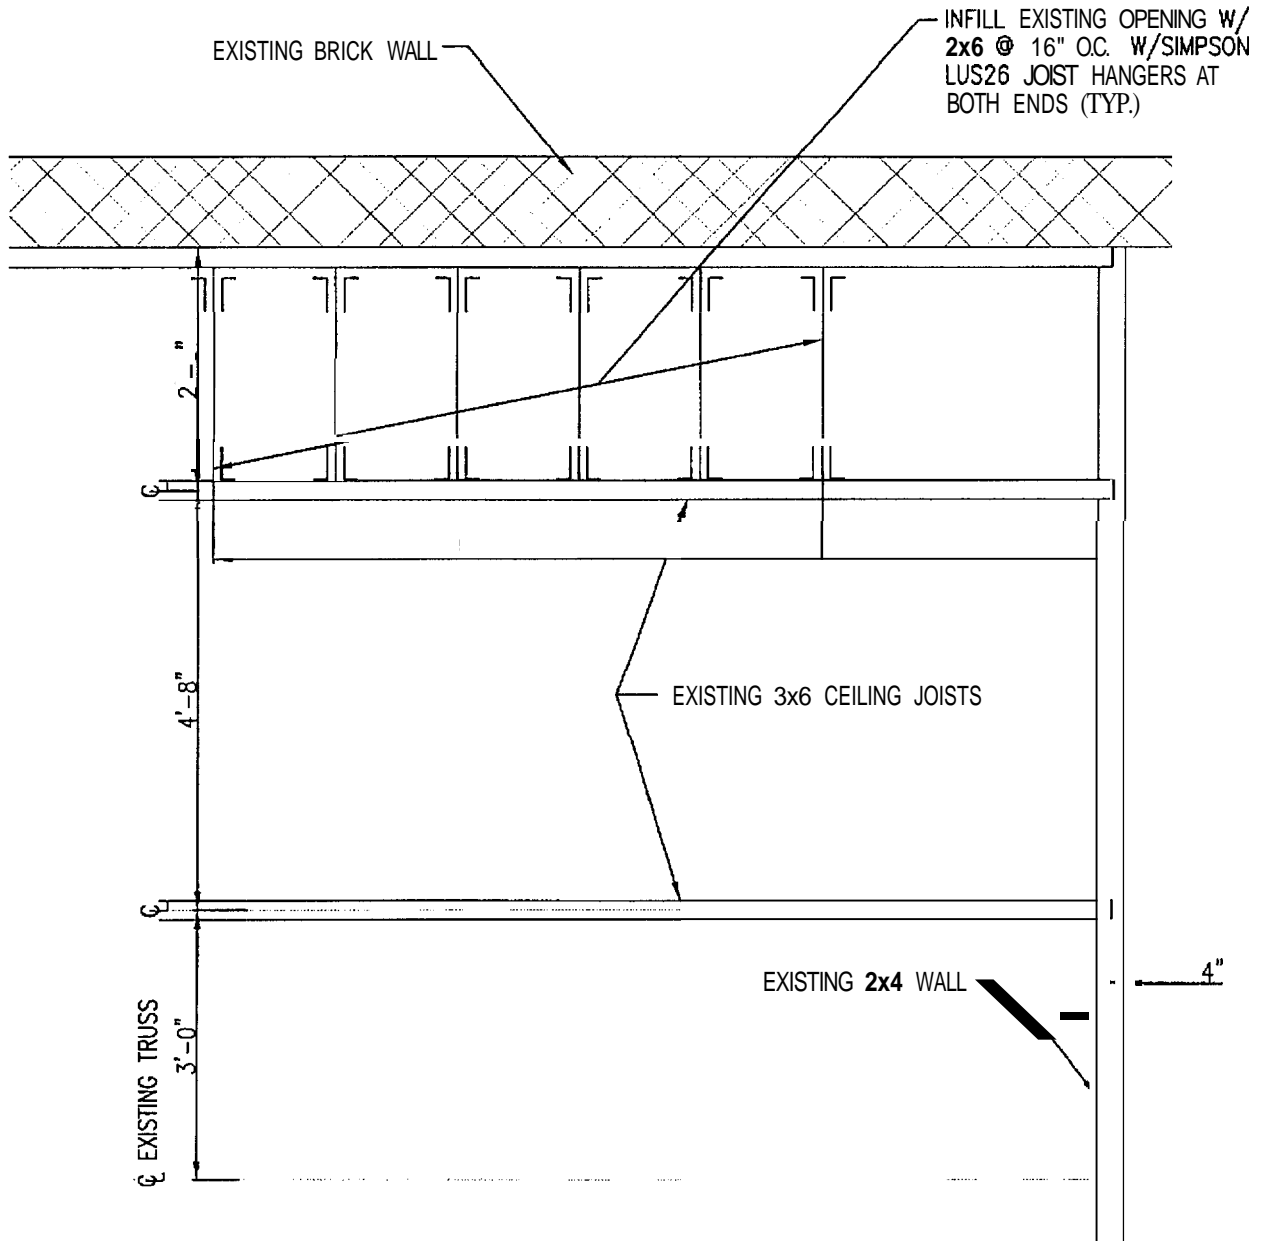 INFILL EXISTING OPENING W/
2x6 @ 16" O.C. W/SIMPSON
LUS26 JOIST HANGERS AT
BOTH ENDS (TYP.)
EXISTING BRICK WALL
2'-"
℄
4'-8"
EXISTING 3x6 CEILING JOISTS
℄
EXISTING 2x4 WALL
4"
3'-0"
℄ EXISTING TRUSS